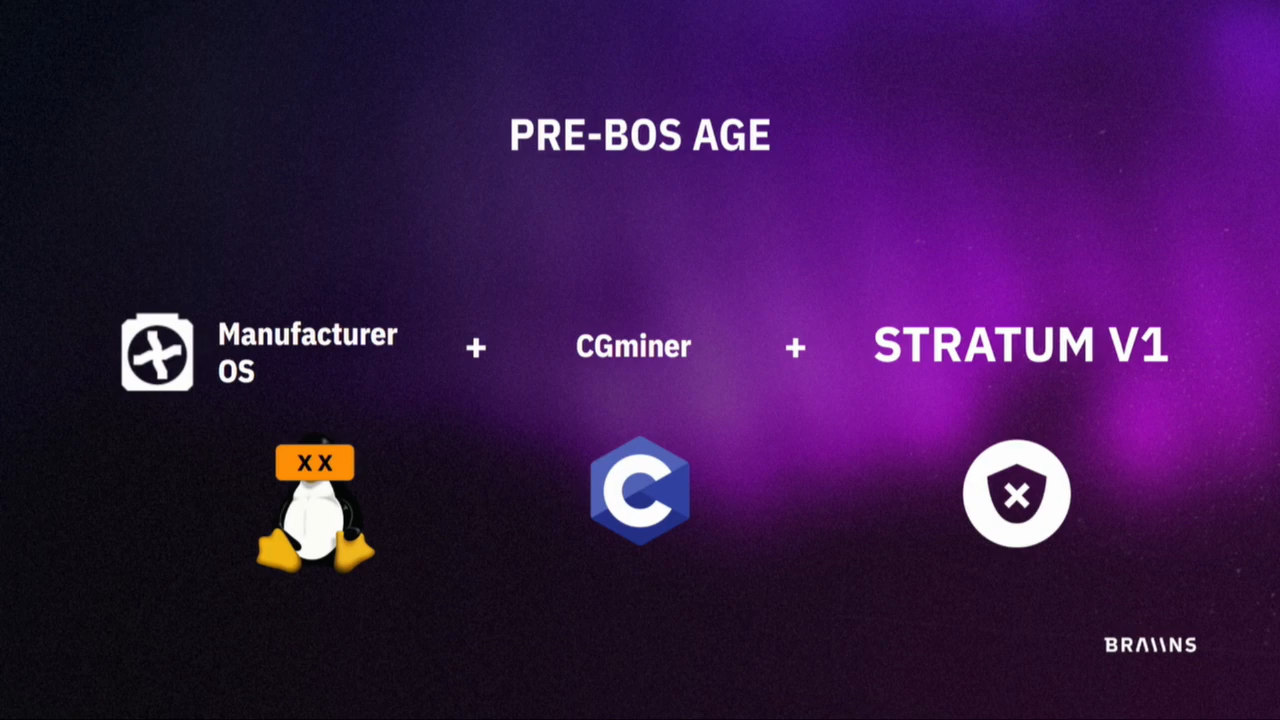 PRE-BOS AGE
Manufacturer
OS
+
CGminer
+
STRATUM V1
X X
C
BRAIINS